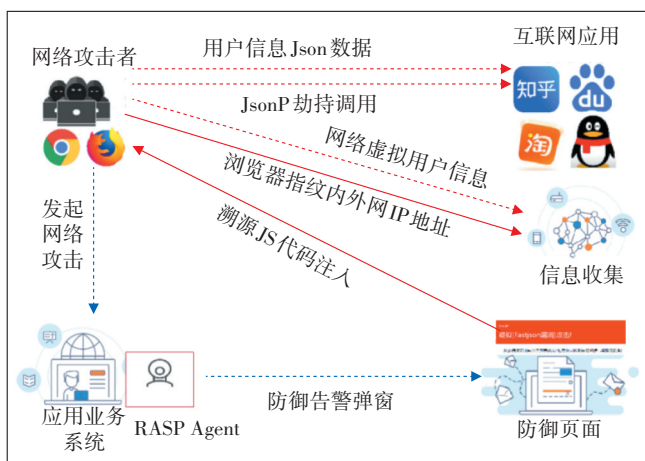 网络攻击者
用户信息Json数据
互联网应用
知乎
du
JsonP劫持调用
淘
网络虚拟用户信息
浏览器指纹内外网IP地址
溯源JS代码注入
发起
网络
攻击
信息收集
应用业务
系统
RASP Agent
防御告警弹窗
防御页面